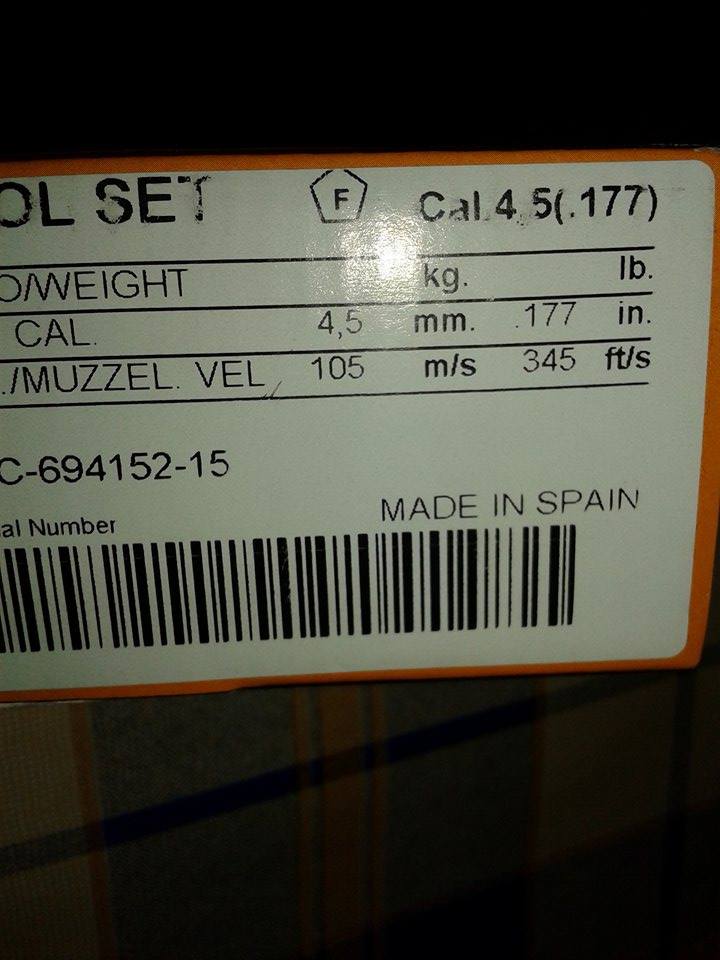 OL SET F Cal.4,5(.177)
O/WEIGHT kg. lb.
CAL. 4,5 mm. .177 in.
./MUZZEL. VEL. 105 m/s 345 ft/s
C-694152-15
MADE IN SPAIN
al Number